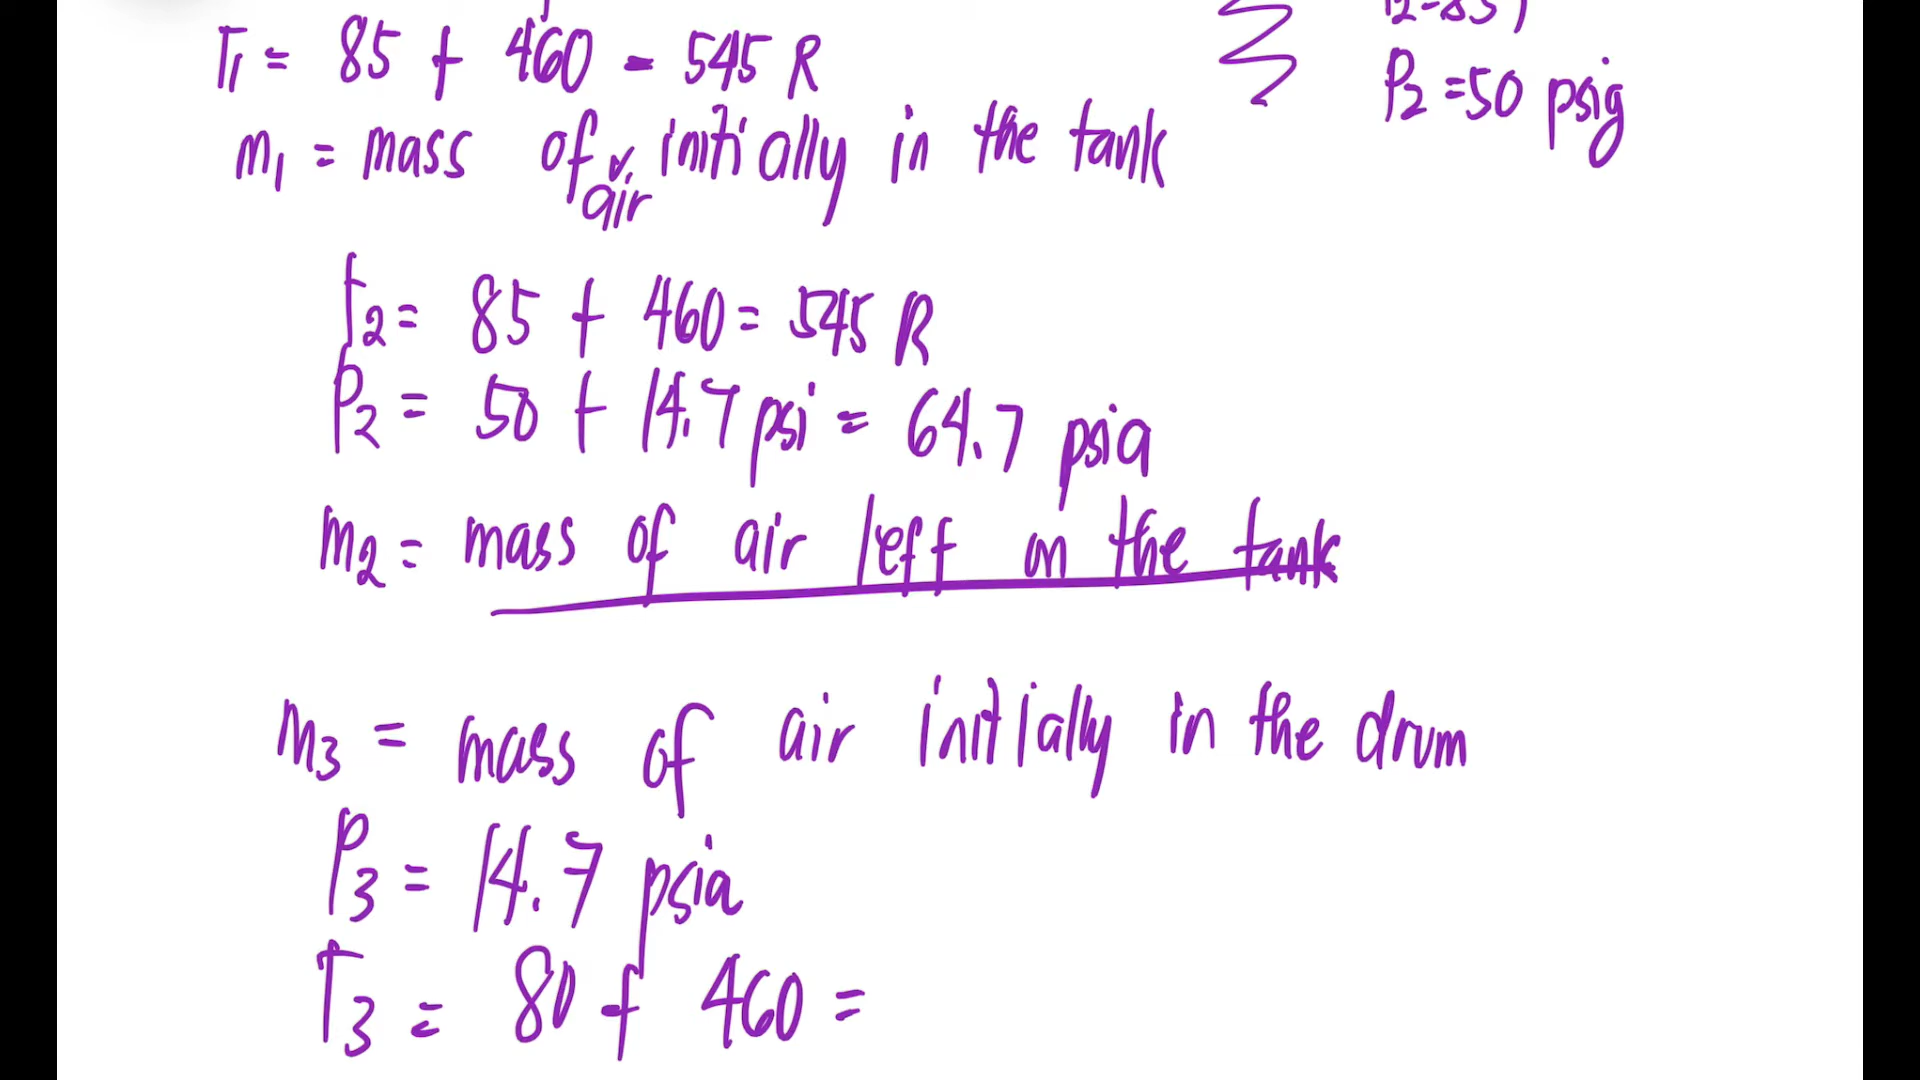 T1 = 85 + 460 = 545 R
P2 = 50 psig
m1 = mass of air initially in the tank
T2 = 85 + 460 = 545 R
P2 = 50 + 14.7 psi = 64.7 psia
m2 = mass of air left in the tank
m3 = mass of air initially in the drum
P3 = 14.7 psia
T3 = 80 + 460 =